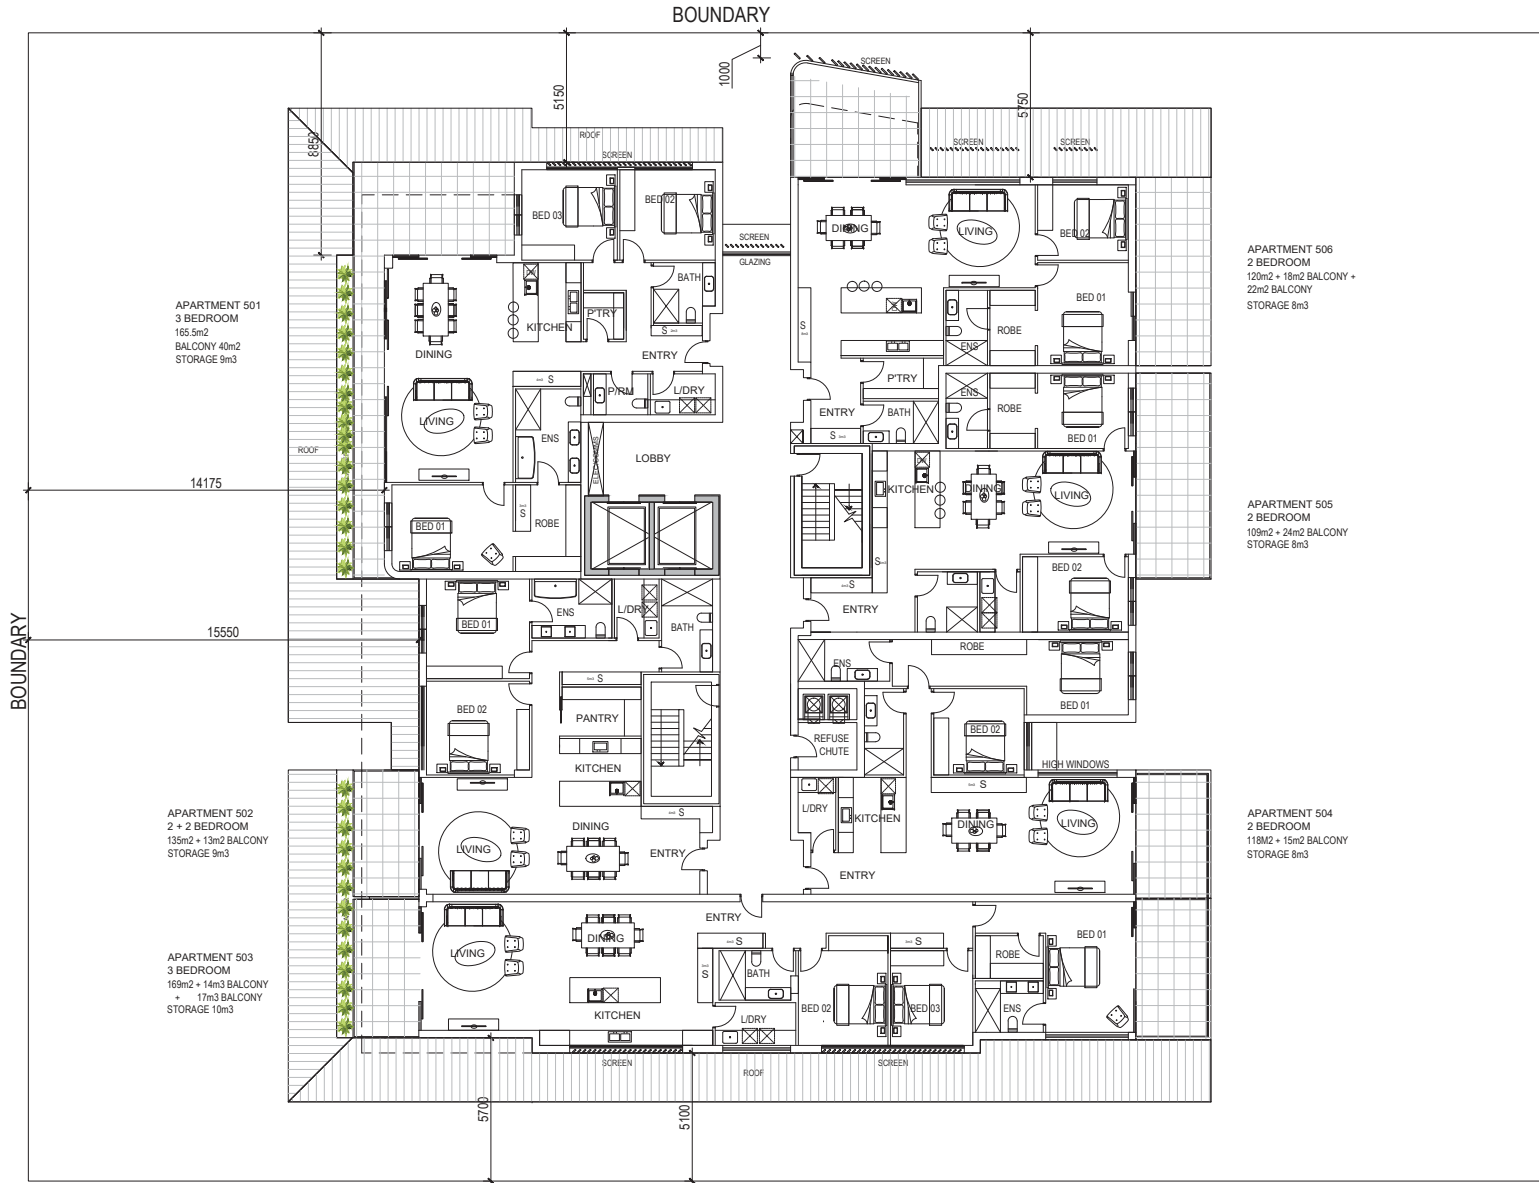 BOUNDARY
1000
5150
5750
8850
SCREEN
ROOF
SCREEN
SCREEN
SCREEN
BED 03
BED 02
SCREEN
GLAZING
DINING
LIVING
BED 02
APARTMENT 506
2 BEDROOM
120m2 + 18m2 BALCONY +
22m2 BALCONY
STORAGE 8m3
APARTMENT 501
3 BEDROOM
165.5m2
BALCONY 40m2
STORAGE 9m3
BATH
P'TRY
KITCHEN
S
DINING
ENTRY
S
BED 01
ROBE
ENS
P'TRY
S
P/RM
L/DRY
LIVING
ENS
ROBE
ENTRY
BATH
BED 01
S
ROOF
ENS
LOBBY
14175
KITCHEN
DINING
LIVING
APARTMENT 505
2 BEDROOM
109m2 + 24m2 BALCONY
STORAGE 8m3
BED 01
S
ROBE
S
BED 02
S
ENTRY
BOUNDARY
15550
BED 01
ENS
L/DRY
BATH
ROBE
ENS
BED 01
S
BED 02
PANTRY
REFUSE
CHUTE
BED 02
KITCHEN
HIGH WINDOWS
S
APARTMENT 502
2 + 2 BEDROOM
135m2 + 13m2 BALCONY
STORAGE 9m3
S
DINING
LIVING
ENTRY
L/DRY
KITCHEN
DINING
LIVING
ENTRY
APARTMENT 504
2 BEDROOM
118M2 + 15m2 BALCONY
STORAGE 8m3
ENTRY
DINING
LIVING
S
S
S
BATH
ROBE
BED 01
APARTMENT 503
3 BEDROOM
169m2 + 14m3 BALCONY
+ 17m3 BALCONY
STORAGE 10m3
KITCHEN
L/DRY
BED 02
BED 03
ENS
SCREEN
ROOF
SCREEN
5700
5100